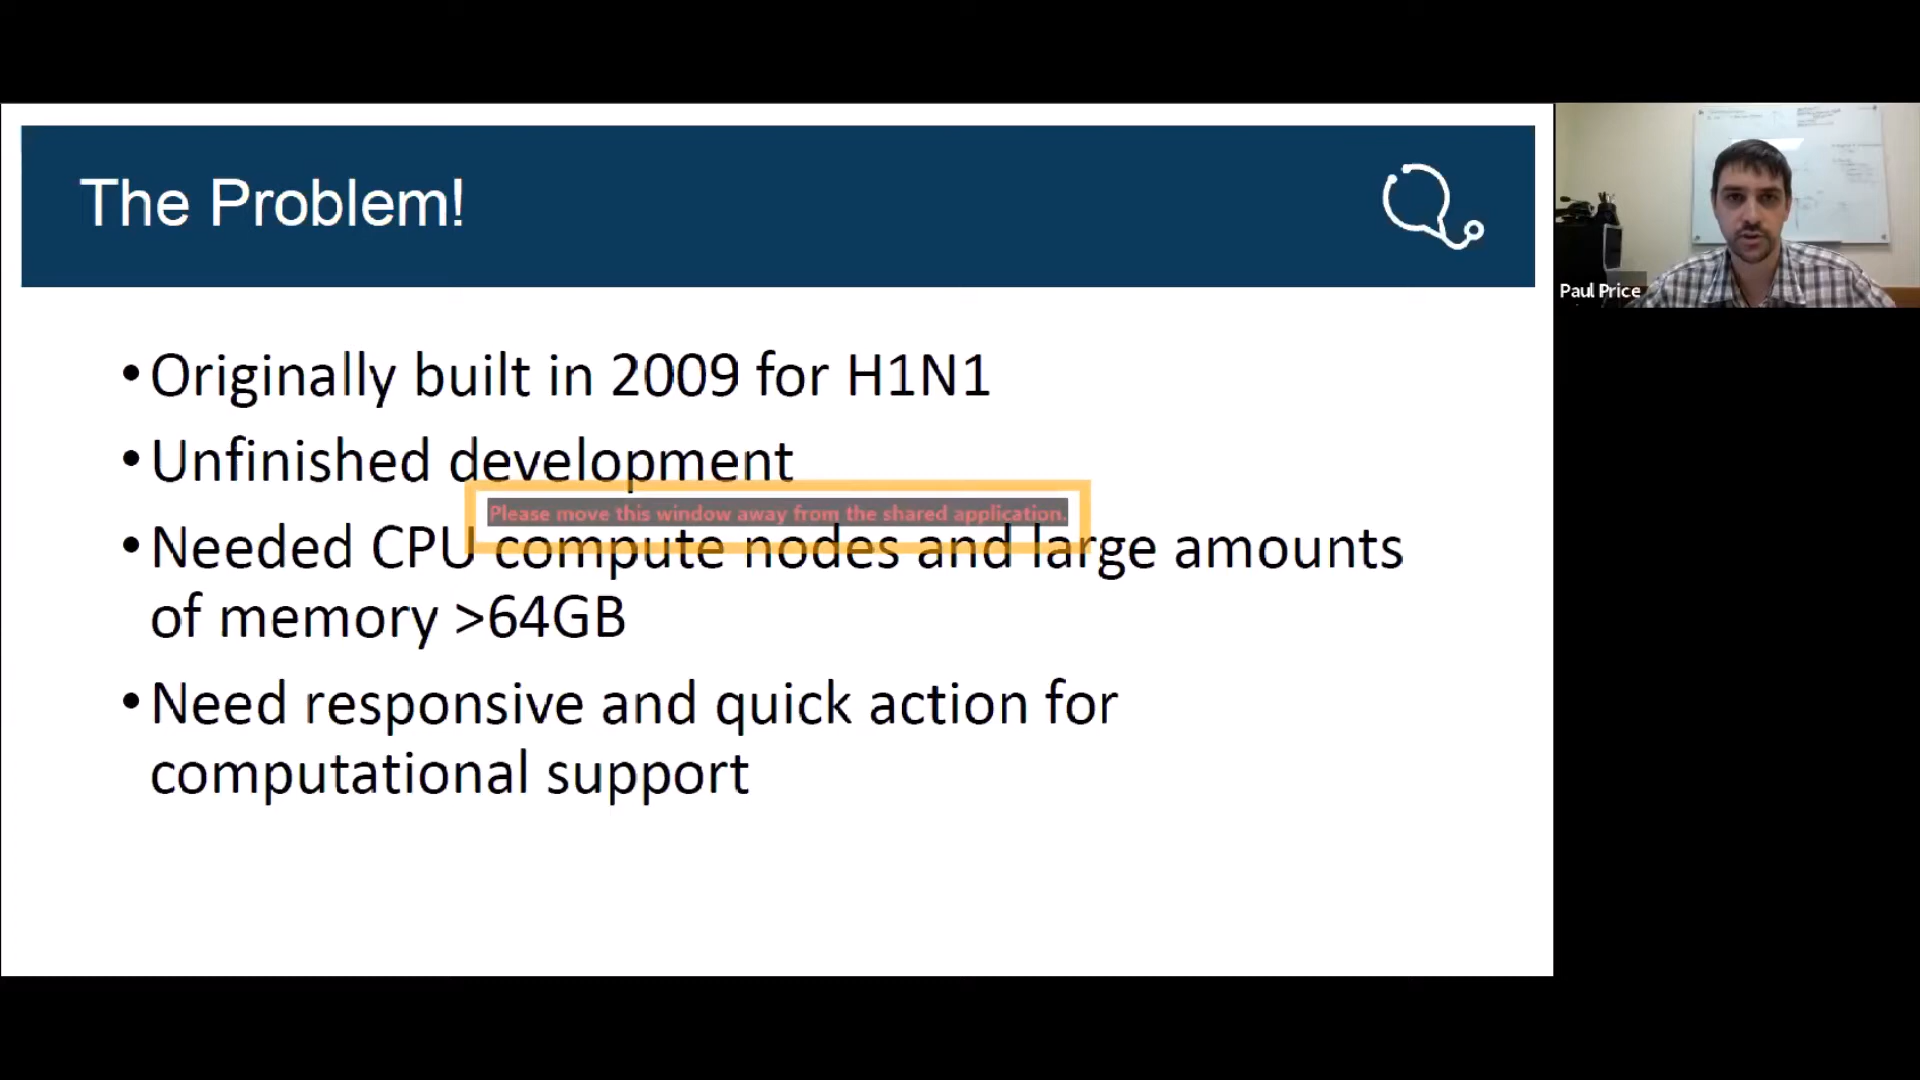 The Problem!
Paul Price
•Originally built in 2009 for H1N1
•Unfinished development
Please move this window away from the shared application.
•Needed CPU compute nodes and large amounts
of memory >64GB
•Need responsive and quick action for
computational support